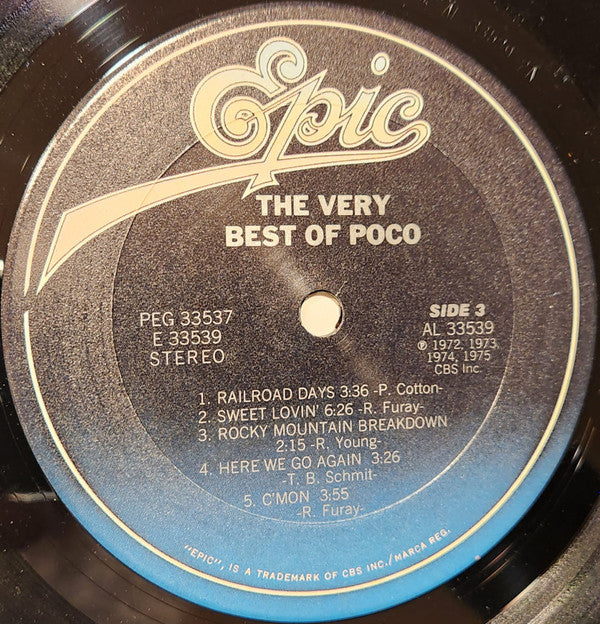 Epic
THE VERY
BEST OF POCO
PEG 33537
E 33539
STEREO
SIDE 3
AL 33539
℗ 1972, 1973,
1974, 1975
CBS Inc.
1. RAILROAD DAYS 3:36 -P. Cotton-
2. SWEET LOVIN' 6:26 -R. Furay-
3. ROCKY MOUNTAIN BREAKDOWN
2:15 -R. Young-
4. HERE WE GO AGAIN 3:26
-T. B. Schmit-
5. C'MON 3:55
-R. Furay-
"EPIC", IS A TRADEMARK OF CBS INC./MARCA REG.